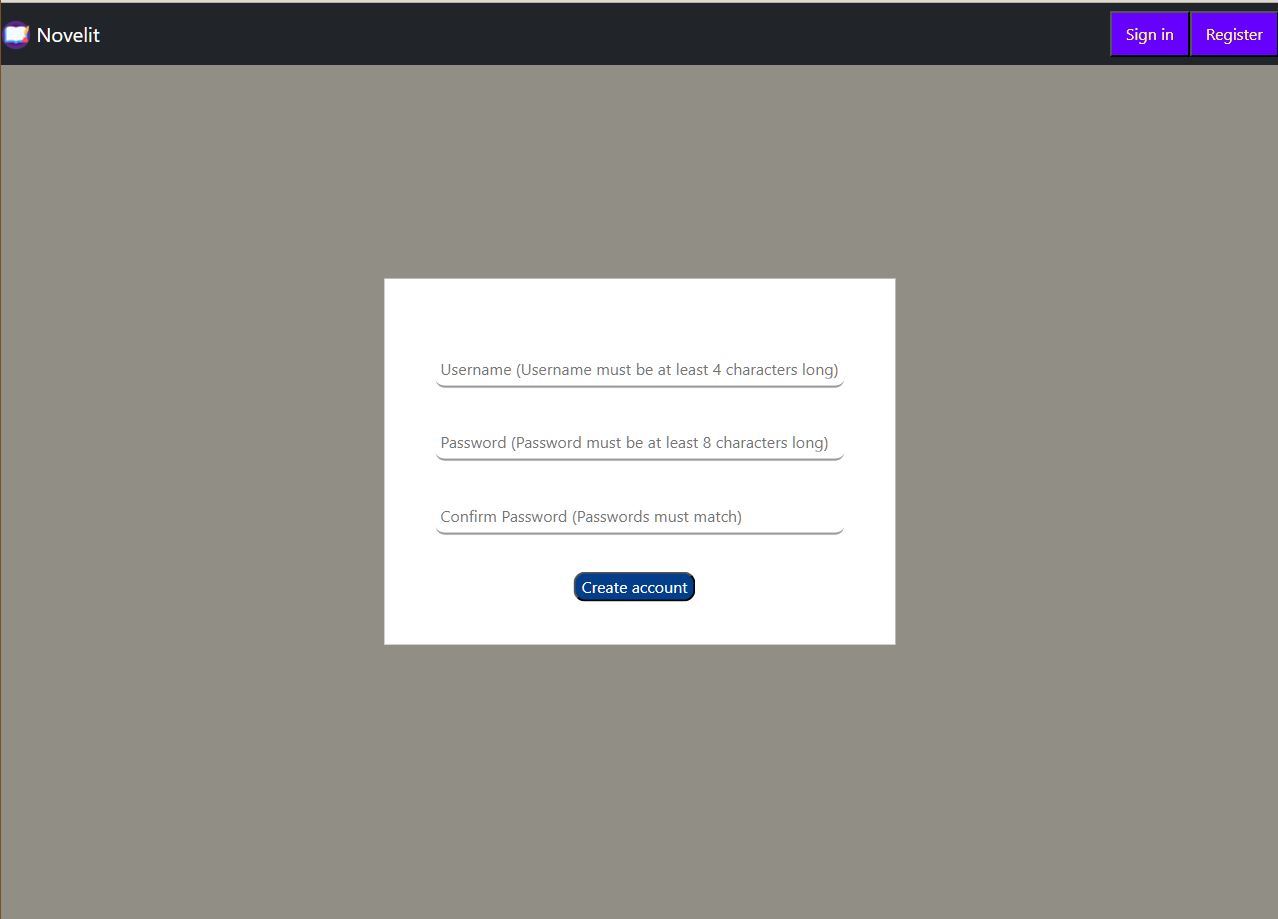 Novelit
Sign in
Register
Username (Username must be at least 4 characters long)
Password (Password must be at least 8 characters long)
Confirm Password (Passwords must match)
Create account